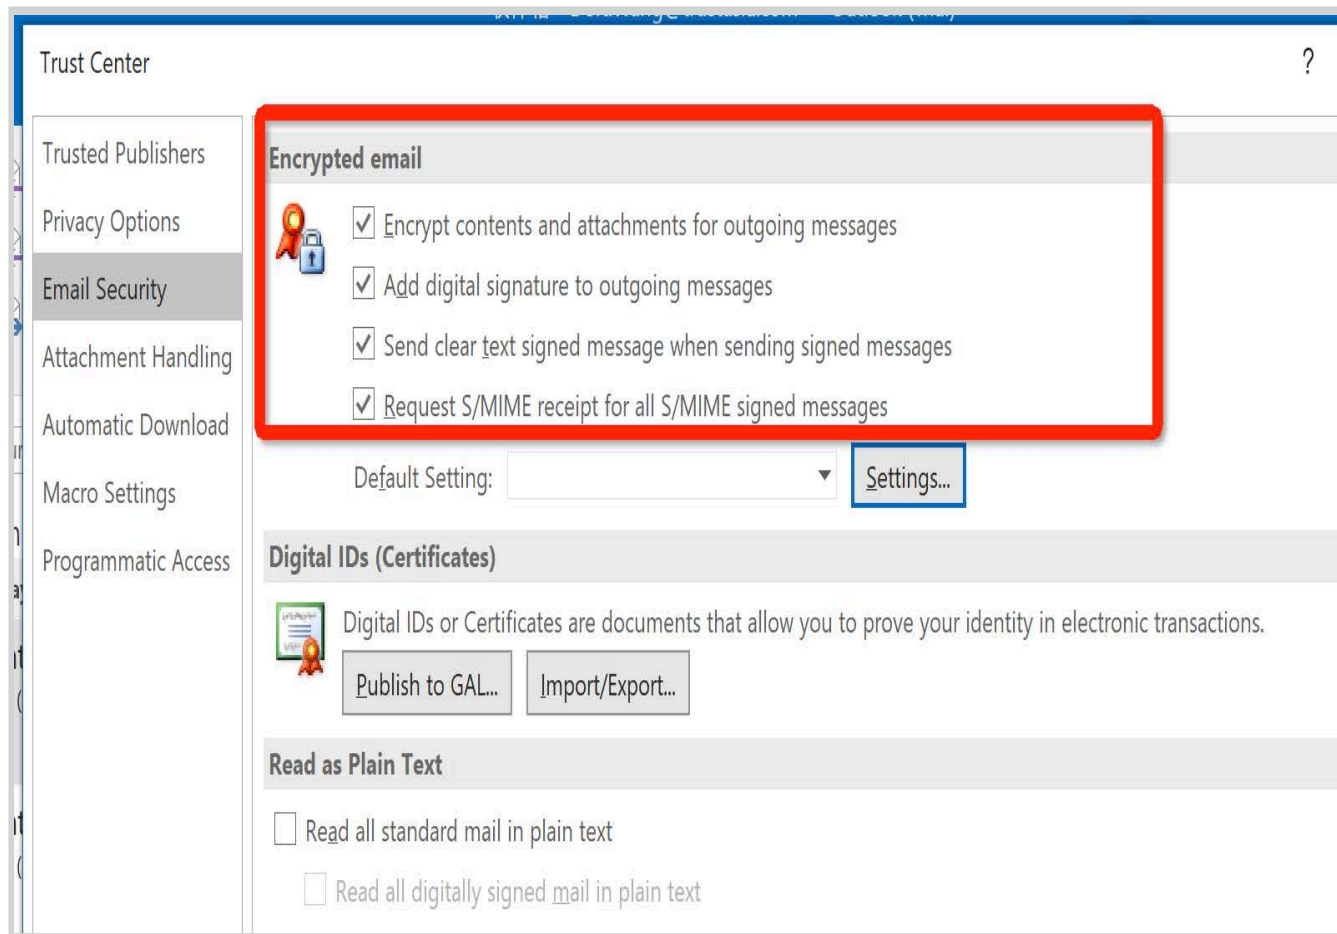 Trust Center
?
Trusted Publishers
Privacy Options
Email Security
Attachment Handling
Automatic Download
Macro Settings
Programmatic Access
Encrypted email
Encrypt contents and attachments for outgoing messages
Add digital signature to outgoing messages
Send clear text signed message when sending signed messages
Request S/MIME receipt for all S/MIME signed messages
Default Setting:
Settings...
Digital IDs (Certificates)
Digital IDs or Certificates are documents that allow you to prove your identity in electronic transactions.
Publish to GAL...
Import/Export...
Read as Plain Text
Read all standard mail in plain text
Read all digitally signed mail in plain text